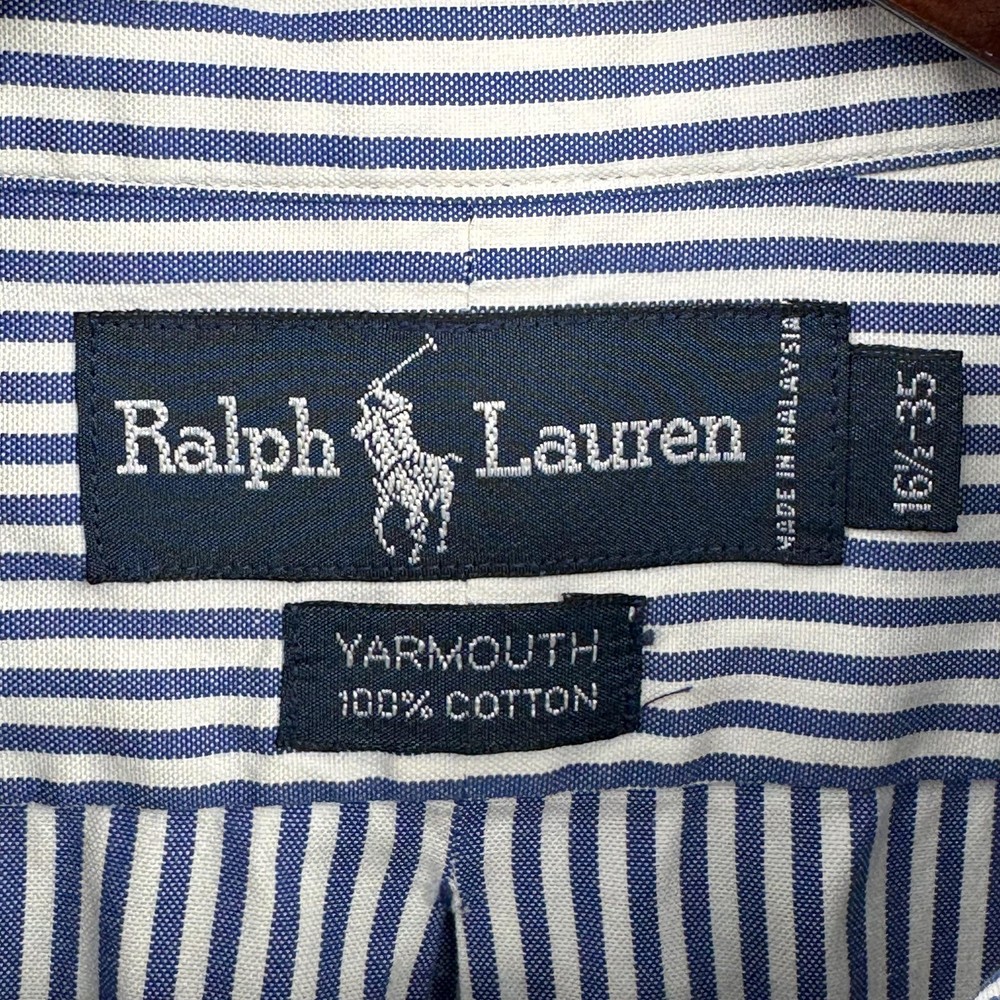 Ralph Lauren
MADE IN MALAYSIA
16½-35
YARMOUTH
100% COTTON